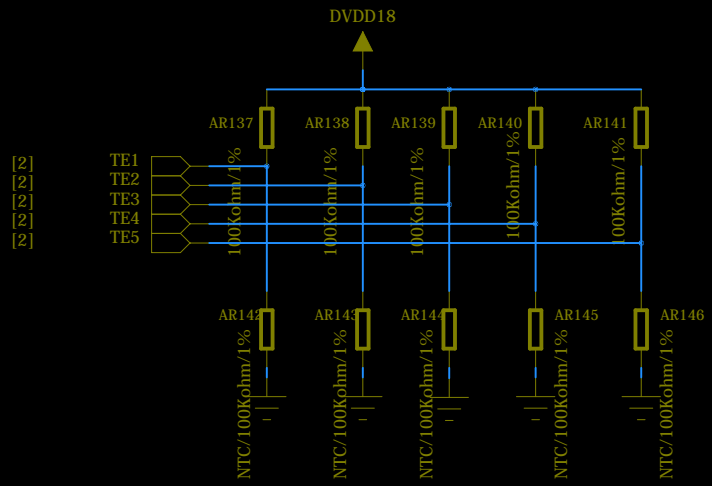 DVDD18
AR137
AR138
AR139
AR140
AR141
100Kohm/1%
100Kohm/1%
100Kohm/1%
100Kohm/1%
100Kohm/1%
[2] TE1
[2] TE2
[2] TE3
[2] TE4
[2] TE5
AR142
AR143
AR144
AR145
AR146
NTC/100Kohm/1%
NTC/100Kohm/1%
NTC/100Kohm/1%
NTC/100Kohm/1%
NTC/100Kohm/1%